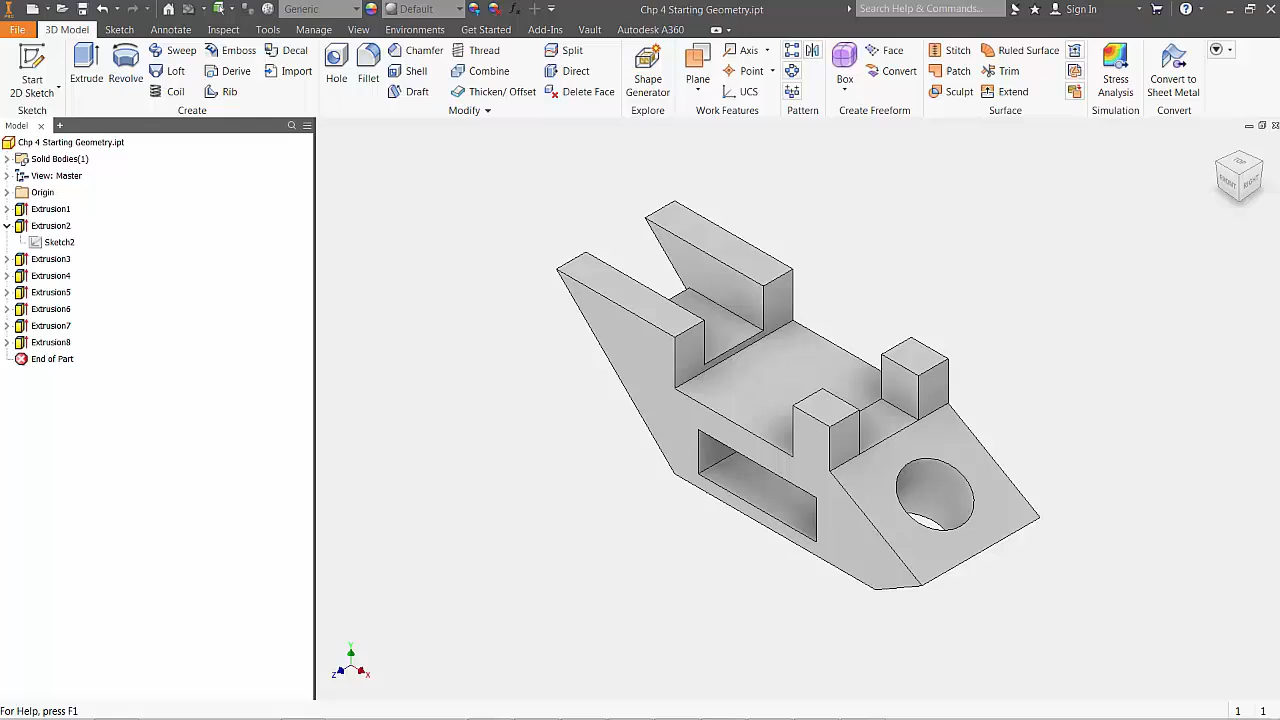 Generic
Default
Chp 4 Starting Geometry.ipt
Search Help & Commands...
Sign In
File 3D Model Sketch Annotate Inspect Tools Manage View Environments Get Started Add-Ins Vault Autodesk A360
Start 2D Sketch
Sketch
Extrude
Revolve
Sweep
Loft
Coil
Emboss
Derive
Rib
Decal
Import
Create
Hole
Fillet
Chamfer
Shell
Draft
Thread
Combine
Thicken/ Offset
Split
Direct
Delete Face
Modify
Shape Generator
Explore
Plane
Axis
Point
UCS
Work Features
Pattern
Box
Face
Convert
Create Freeform
Stitch
Patch
Sculpt
Ruled Surface
Trim
Extend
Surface
Stress Analysis
Simulation
Convert to Sheet Metal
Convert
Model
Chp 4 Starting Geometry.ipt
Solid Bodies(1)
View: Master
Origin
Extrusion1
Extrusion2
Sketch2
Extrusion3
Extrusion4
Extrusion5
Extrusion6
Extrusion7
Extrusion8
End of Part
TOP
FRONT
RIGHT
Y
Z
X
For Help, press F1
1 1